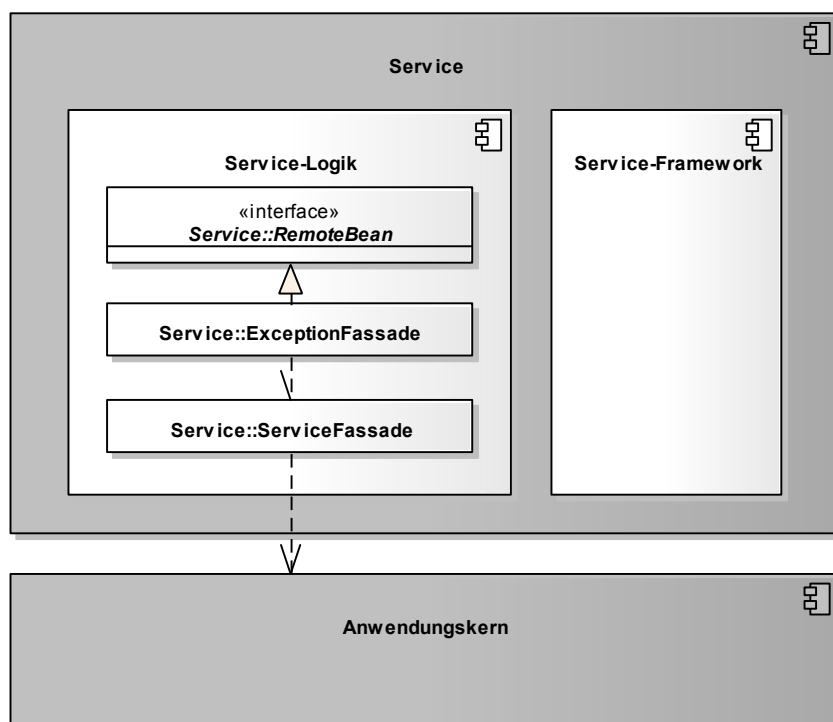 Service
Service-Logik
Service-Framework
«interface»
Service::RemoteBean
Service::ExceptionFassade
Service::ServiceFassade
Anwendungskern